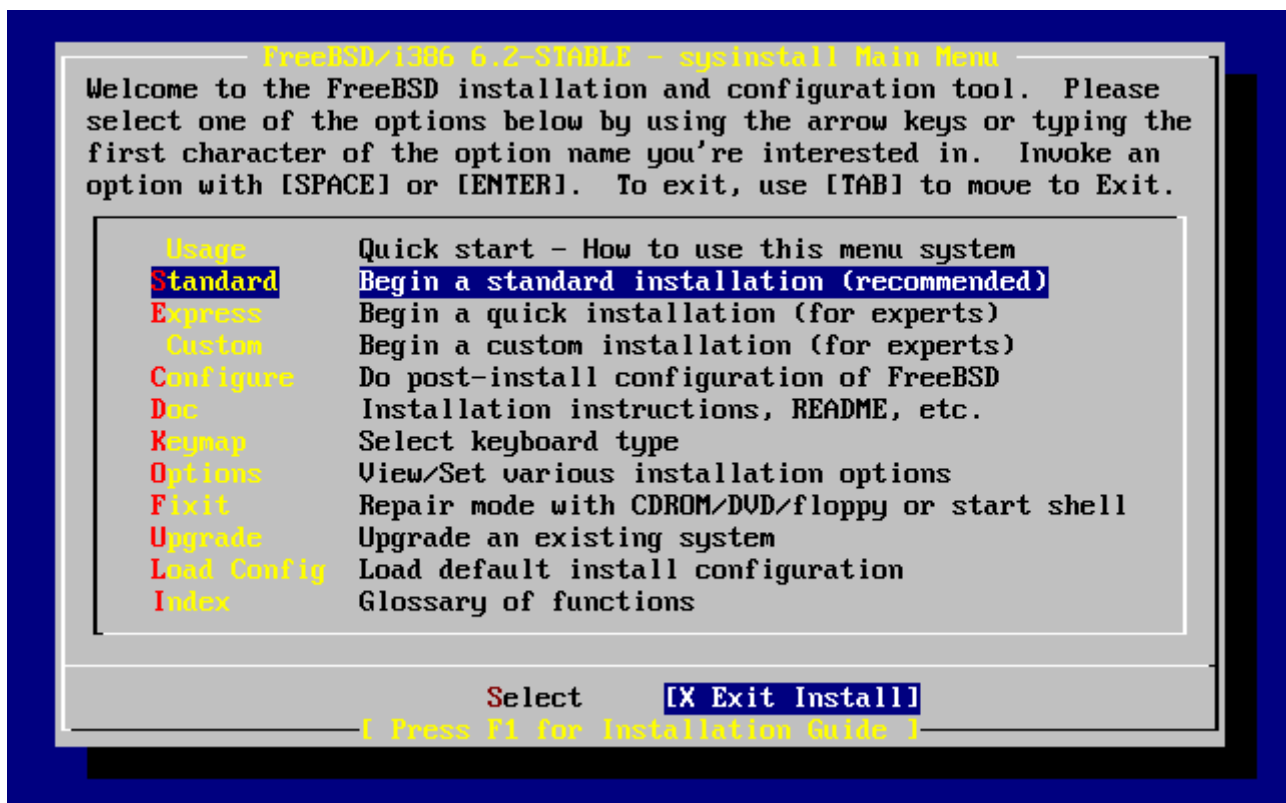 FreeBSD/i386 6.2-STABLE - sysinstall Main Menu
Welcome to the FreeBSD installation and configuration tool.  Please
select one of the options below by using the arrow keys or typing the
first character of the option name you're interested in.  Invoke an
option with [SPACE] or [ENTER].  To exit, use [TAB] to move to Exit.
Usage Quick start - How to use this menu system
Standard Begin a standard installation (recommended)
Express Begin a quick installation (for experts)
Custom Begin a custom installation (for experts)
Configure Do post-install configuration of FreeBSD
Doc Installation instructions, README, etc.
Keymap Select keyboard type
Options View/Set various installation options
Fixit Repair mode with CDROM/DVD/floppy or start shell
Upgrade Upgrade an existing system
Load Config Load default install configuration
Index Glossary of functions
Select [X Exit Install]
[ Press F1 for Installation Guide ]